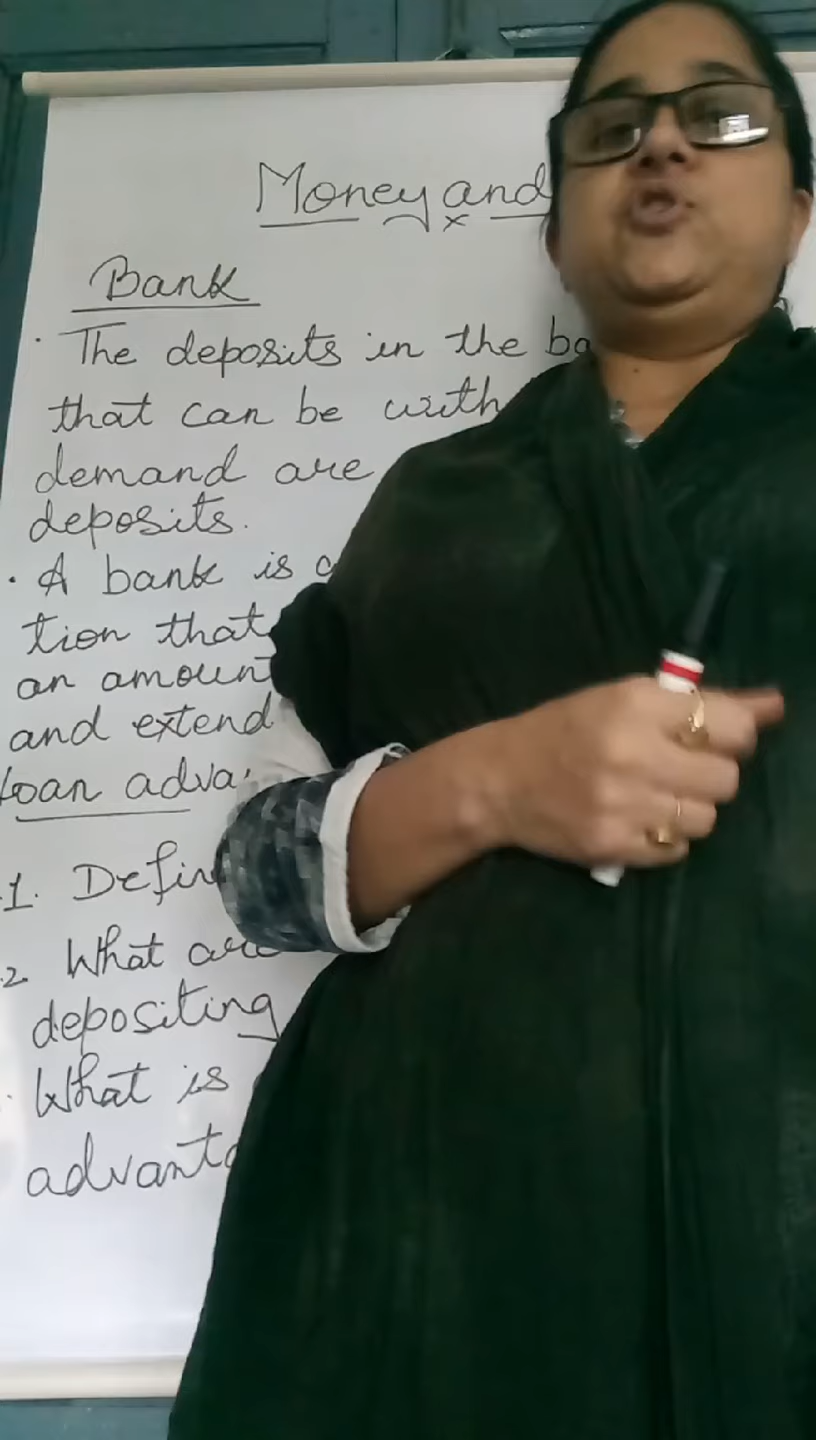 Money and
Bank
· The deposits in the ba
that can be with
demand are
deposits.
· A bank is
tion that
an amount
and extend
loan adva
1. Defin
2. What are
depositing
· What is
advanta